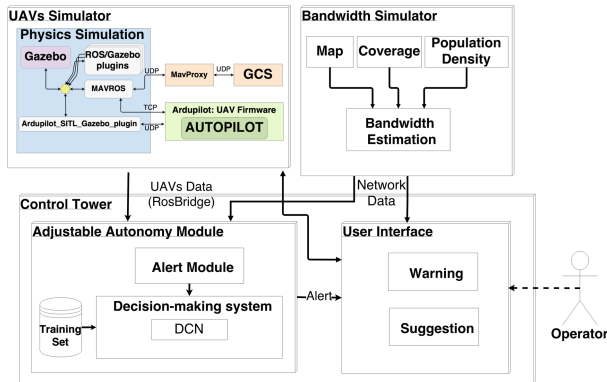 UAVs Simulator
Physics Simulation
Gazebo
ROS/Gazebo
plugins
MAVROS
UDP
MavProxy
UDP
GCS
TCP
Ardupilot_SITL_Gazebo_plugin
UDP
Ardupilot: UAV Firmware
AUTOPILOT
Bandwidth Simulator
Map
Coverage
Population
Density
Bandwidth
Estimation
UAVs Data
(RosBridge)
Network
Data
Control Tower
Adjustable Autonomy Module
Alert Module
Decision-making system
DCN
Training
Set
Alert
User Interface
Warning
Suggestion
Operator